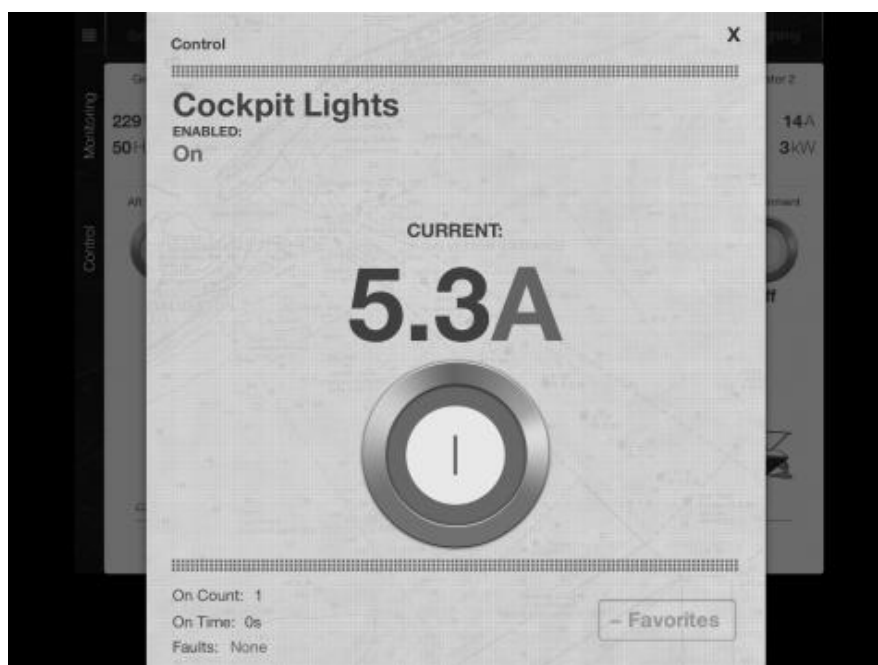 Control
X
Cockpit Lights
ENABLED:
On
CURRENT:
5.3A
On Count: 1
On Time: 0s
Faults: None
– Favorites
Monitoring
Control
229
50H
14A
3kW